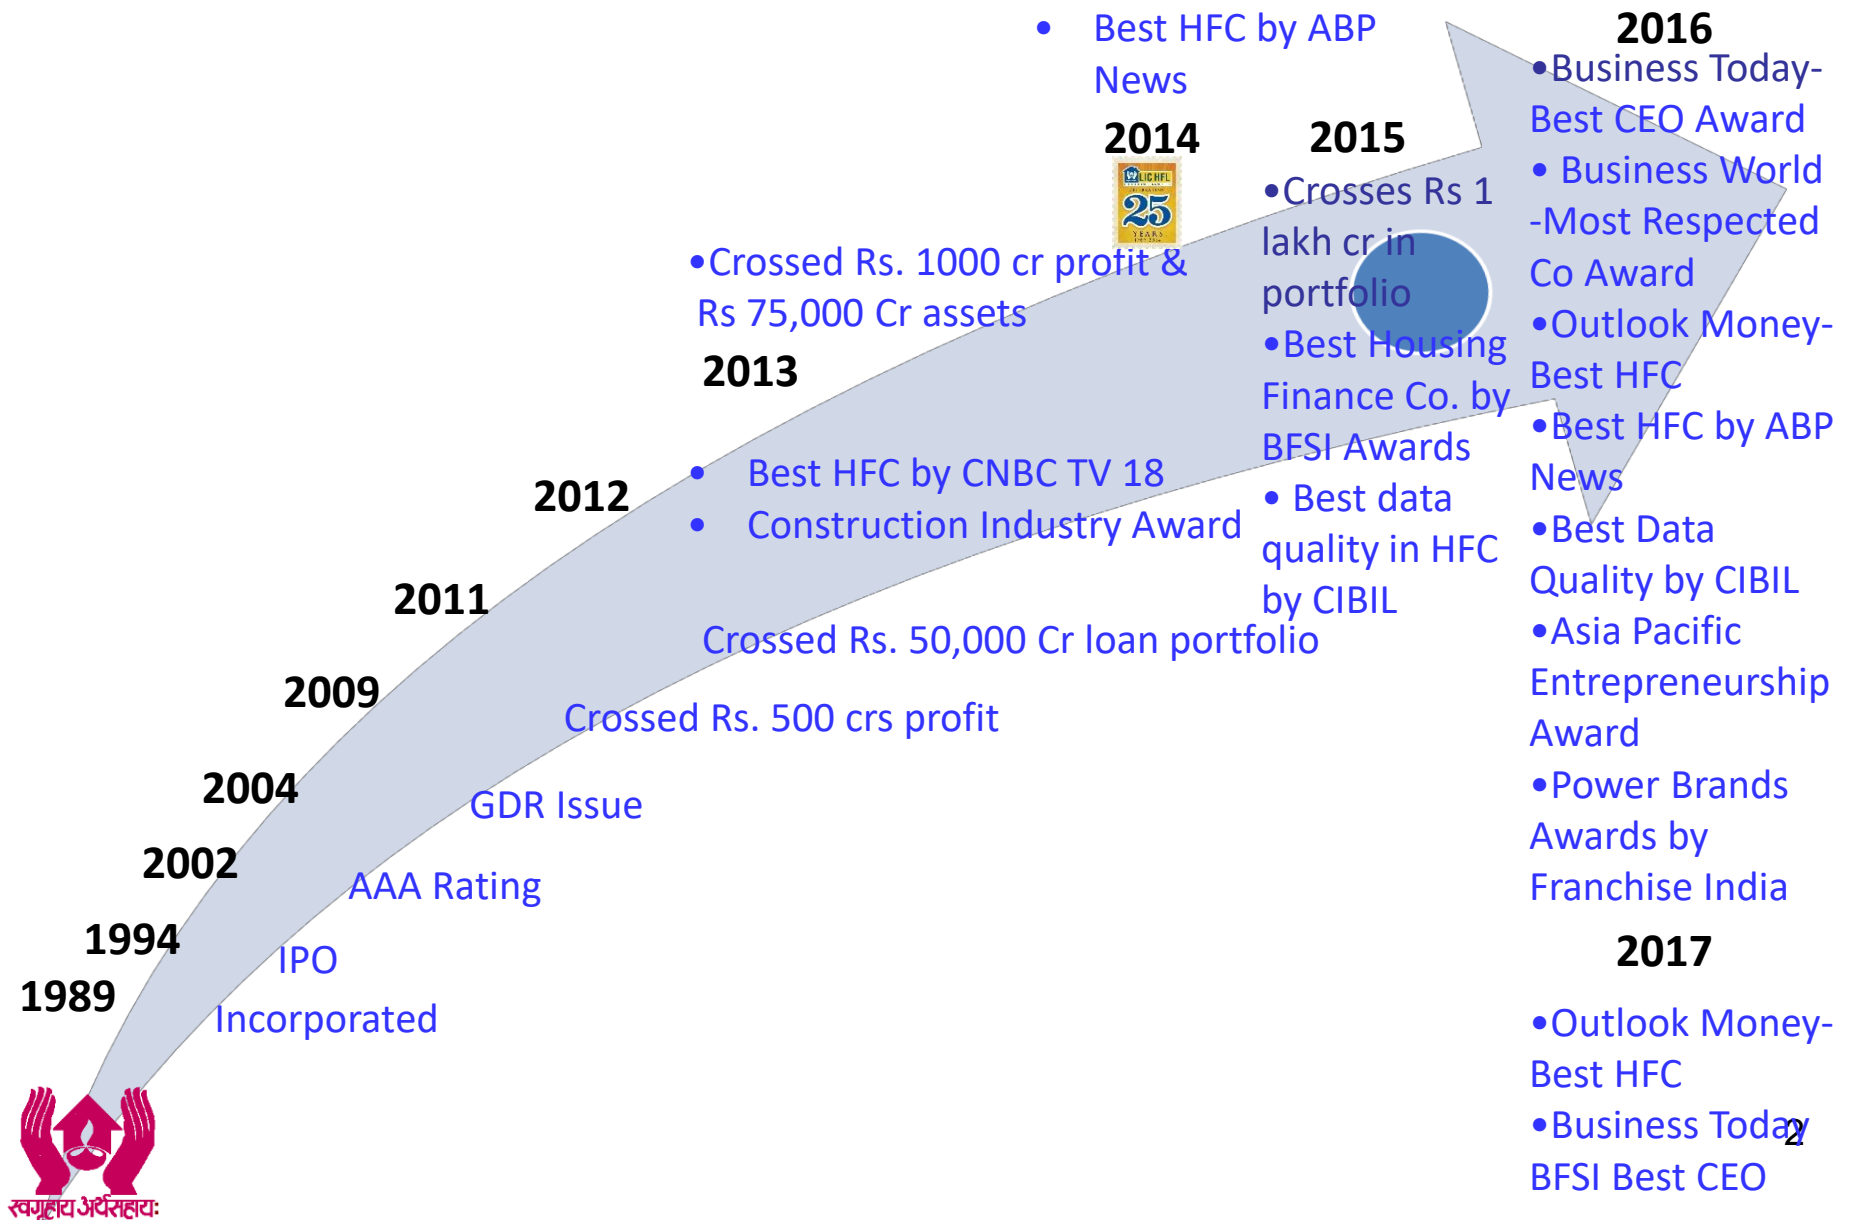 • Best HFC by ABP
News
2014
LIC HFL
25
YEARS
2015
•Crosses Rs 1
lakh cr in
portfolio
•Best Housing
Finance Co. by
BFSI Awards
• Best data
quality in HFC
by CIBIL
2016
•Business Today-
Best CEO Award
• Business World
-Most Respected
Co Award
•Outlook Money-
Best HFC
•Best HFC by ABP
News
•Best Data
Quality by CIBIL
•Asia Pacific
Entrepreneurship
Award
•Power Brands
Awards by
Franchise India
2017
•Outlook Money-
Best HFC
•Business Today
BFSI Best CEO
•Crossed Rs. 1000 cr profit &
Rs 75,000 Cr assets
2013
• Best HFC by CNBC TV 18
• Construction Industry Award
2012
Crossed Rs. 50,000 Cr loan portfolio
2011
Crossed Rs. 500 crs profit
2009
GDR Issue
2004
AAA Rating
2002
IPO
1994
Incorporated
1989
स्वगृहाय अर्थसहायः
2